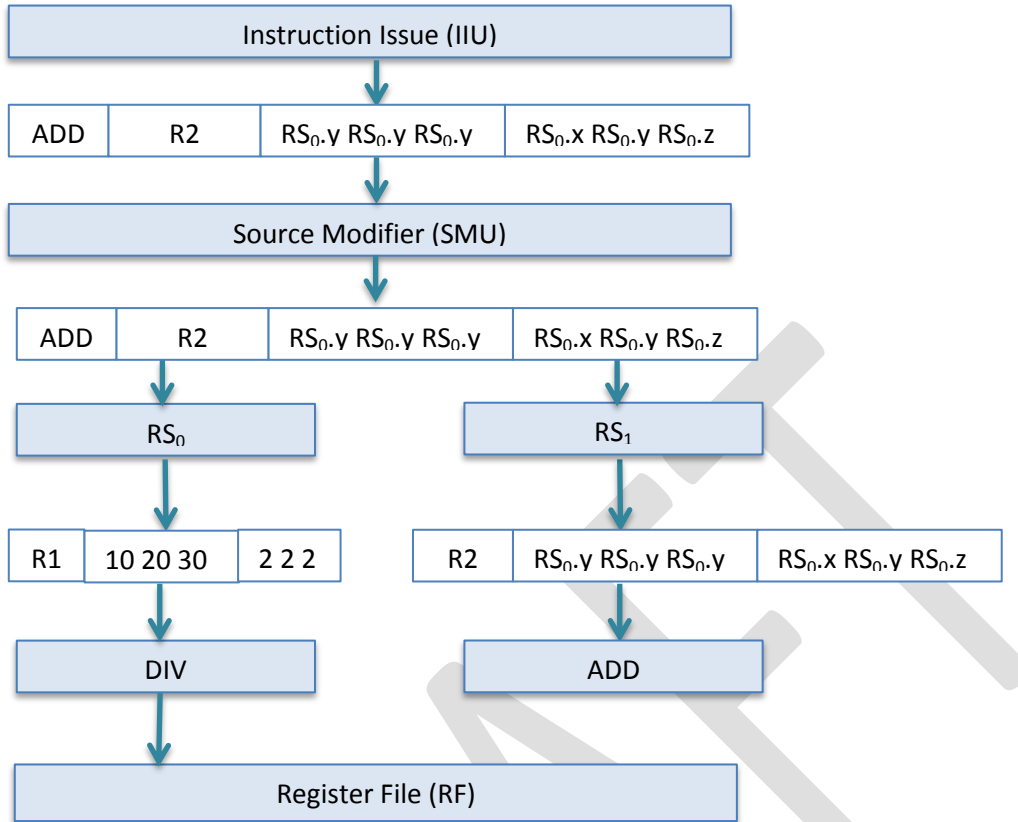 Instruction Issue (IIU)
ADD R2 RS₀.y RS₀.y RS₀.y RS₀.x RS₀.y RS₀.z
Source Modifier (SMU)
ADD R2 RS₀.y RS₀.y RS₀.y RS₀.x RS₀.y RS₀.z
RS₀ RS₁
R1 10 20 30 2 2 2 R2 RS₀.y RS₀.y RS₀.y RS₀.x RS₀.y RS₀.z
DIV ADD
Register File (RF)